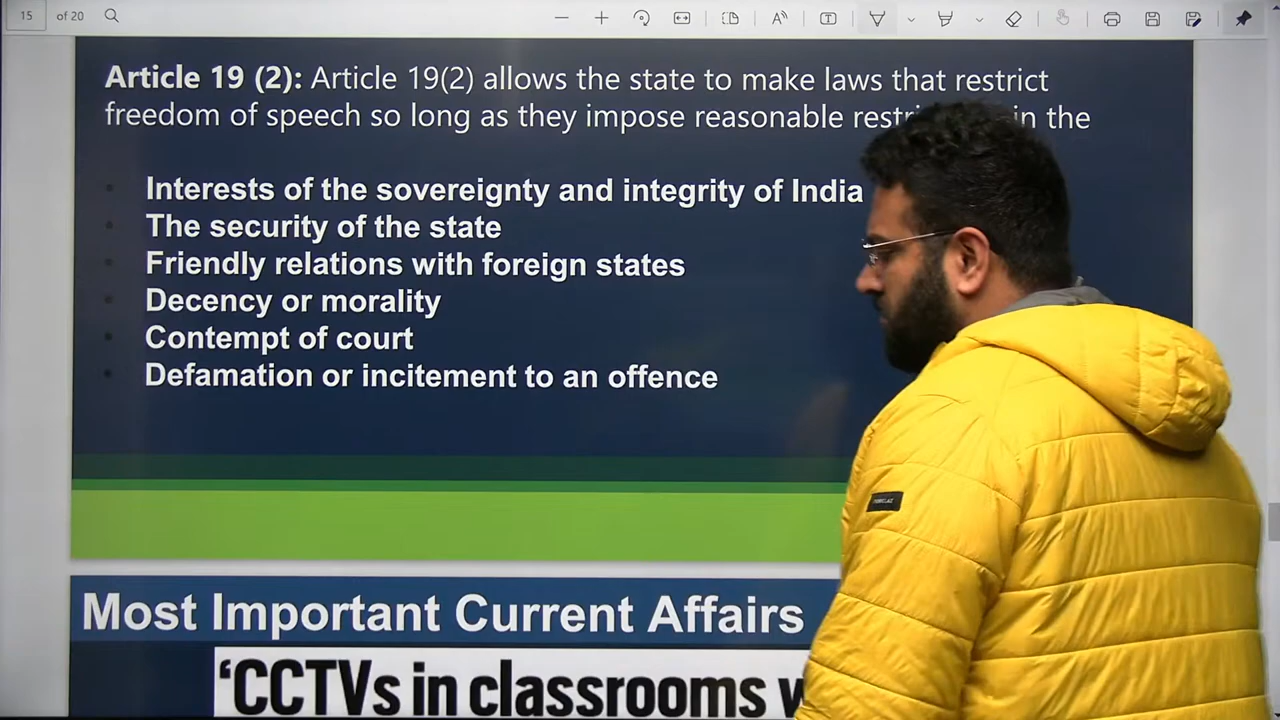 15 of 20
Article 19 (2): Article 19(2) allows the state to make laws that restrict
freedom of speech so long as they impose reasonable in the
Interests of the sovereignty and integrity of India
The security of the state
Friendly relations with foreign states
Decency or morality
Contempt of court
Defamation or incitement to an offence
Most Important Current Affairs
‘CCTVs in classrooms